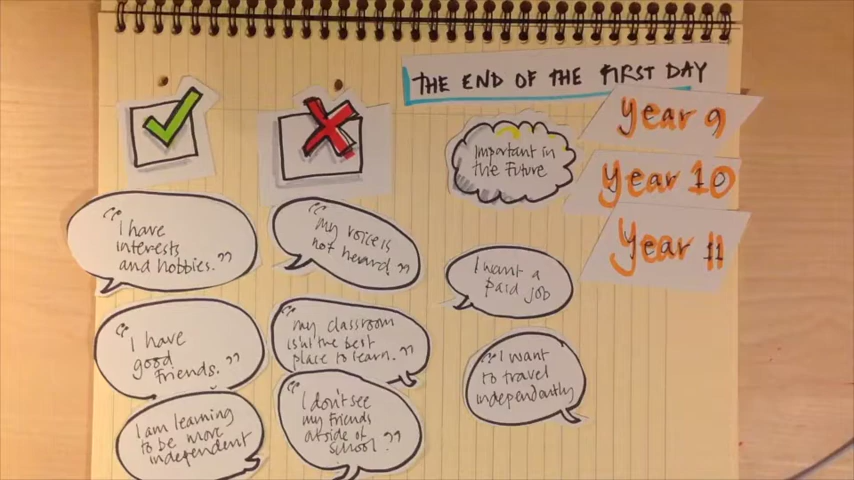 THE END OF THE FIRST DAY
Year 9
Year 10
Year 11
Important in
the Future
"I have
interests
and hobbies."
"I have
good
friends."
I am learning
to be more
independent
"my voice is
not heard."
"my classroom
isn't the best
place to learn."
"I don't see
my friends
outside of
school."
I want a
paid job
"I want
to travel
independently